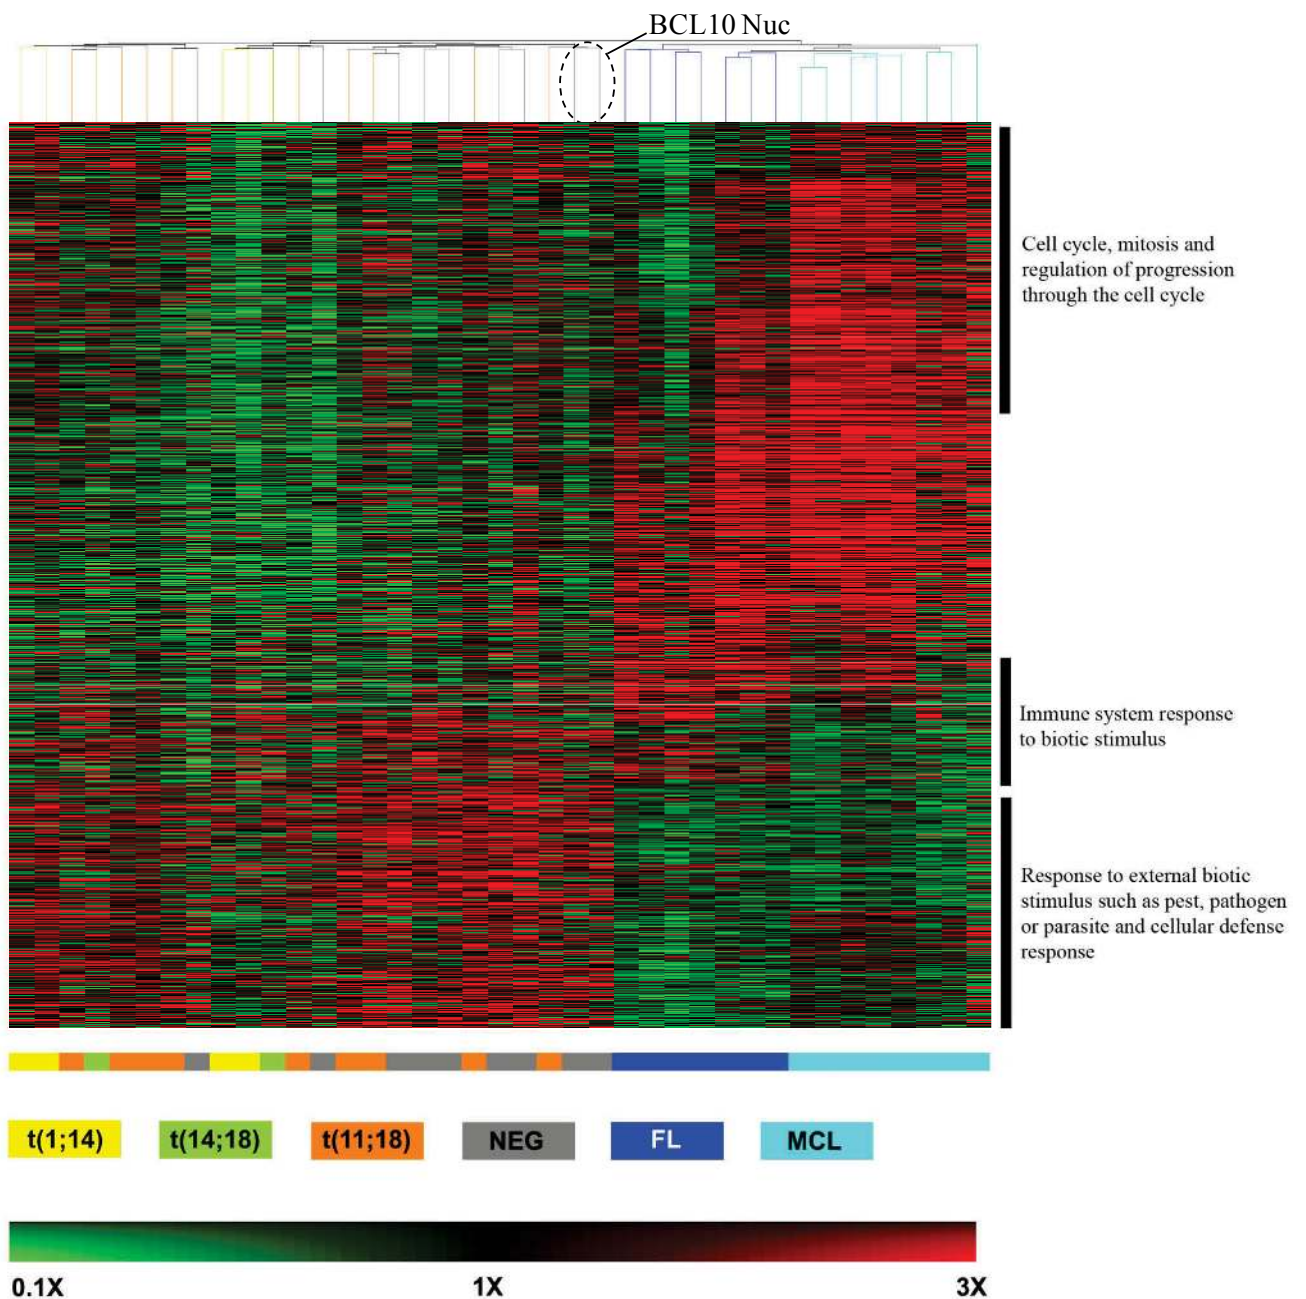 BCL10 Nuc
Cell cycle, mitosis and
regulation of progression
through the cell cycle
Immune system response
to biotic stimulus
Response to external biotic
stimulus such as pest, pathogen
or parasite and cellular defense
response
t(1;14) t(14;18) t(11;18) NEG FL MCL
0.1X 1X 3X